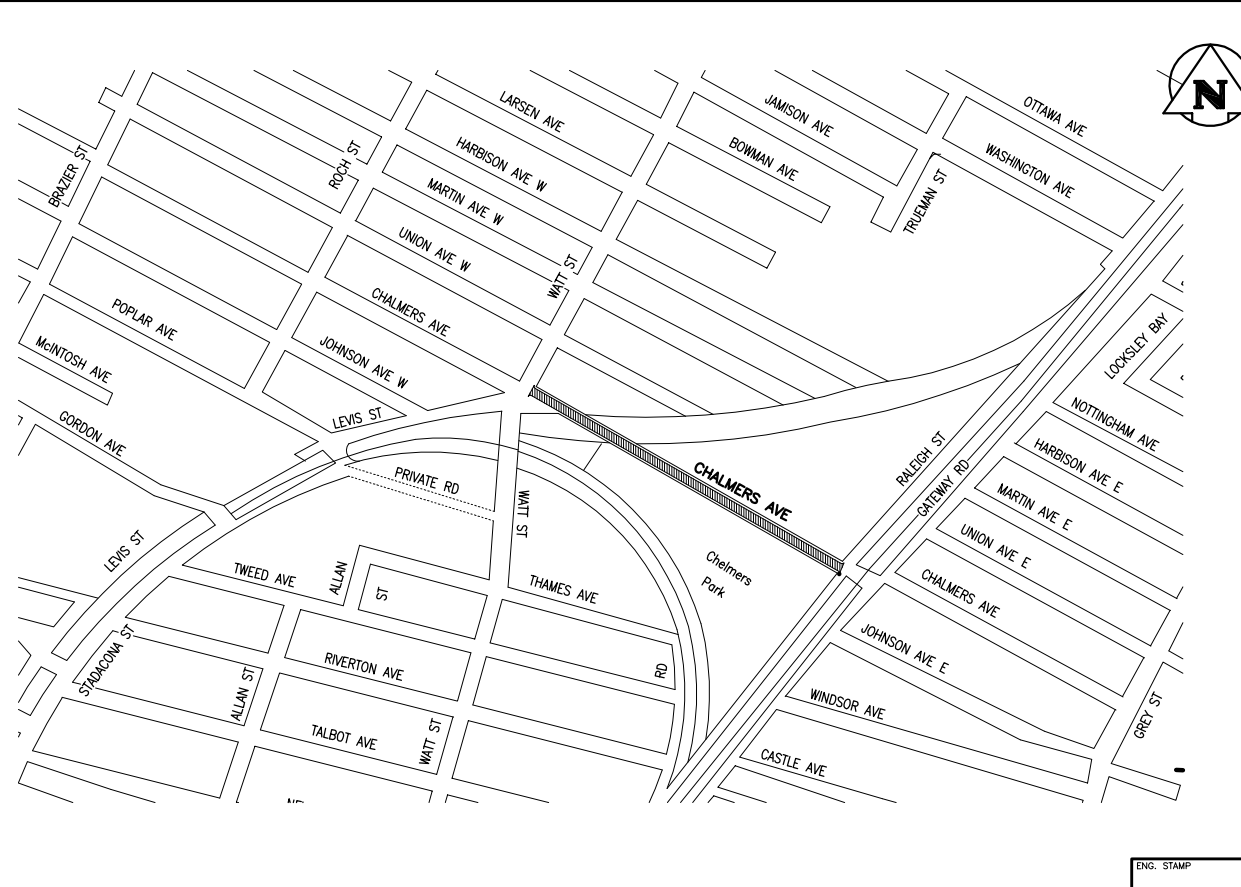 N
OTTAWA AVE
LARSEN AVE
JAMISON AVE
WASHINGTON AVE
HARBISON AVE W
BOWMAN AVE
ROCH ST
BRAZIER ST
MARTIN AVE W
TRUEMAN ST
UNION AVE W
WATT ST
CHALMERS AVE
POPLAR AVE
JOHNSON AVE W
McINTOSH AVE
LOCKSLEY BAY
LEVIS ST
GORDON AVE
NOTTINGHAM AVE
RALEIGH ST
HARBISON AVE E
PRIVATE RD
CHALMERS AVE
GATEWAY RD
MARTIN AVE E
WATT ST
UNION AVE E
LEVIS ST
Chelmers
Park
TWEED AVE
ALLAN
ST
THAMES AVE
CHALMERS AVE
JOHNSON AVE E
STADACONA ST
RIVERTON AVE
RD
ALLAN ST
WINDSOR AVE
GREY ST
TALBOT AVE
WATT ST
CASTLE AVE
ENG. STAMP